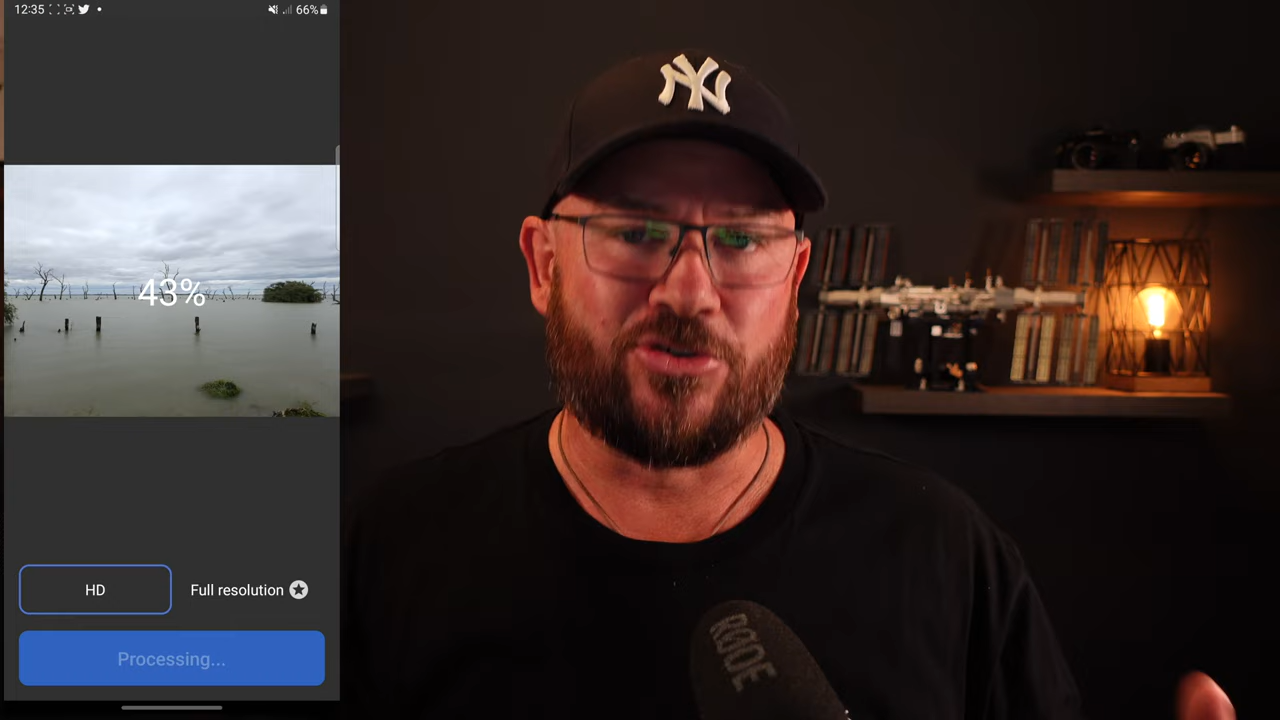 12:35
66%
NY
43%
HD
Full resolution
Processing...
RØDE